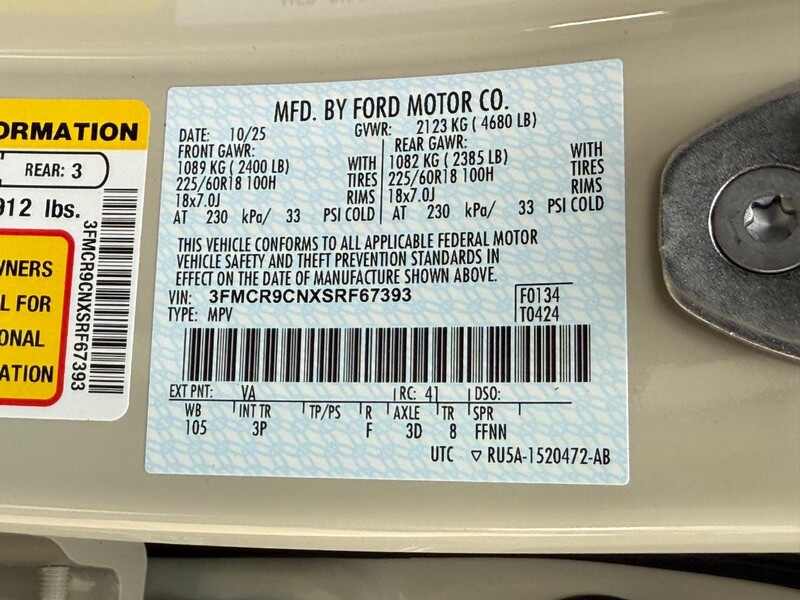 ORMATION
REAR: 3
912 lbs.
WNERS
L FOR
ONAL
ATION
3FMCR9CNXSRF67393
MFD. BY FORD MOTOR CO.
DATE: 10/25 GVWR: 2123 KG ( 4680 LB)
FRONT GAWR: REAR GAWR:
1089 KG ( 2400 LB) WITH 1082 KG ( 2385 LB) WITH
225/60R18 100H TIRES 225/60R18 100H TIRES
18x7.0J RIMS 18x7.0J RIMS
AT 230 kPa/ 33 PSI COLD AT 230 kPa/ 33 PSI COLD
THIS VEHICLE CONFORMS TO ALL APPLICABLE FEDERAL MOTOR
VEHICLE SAFETY AND THEFT PREVENTION STANDARDS IN
EFFECT ON THE DATE OF MANUFACTURE SHOWN ABOVE.
VIN: 3FMCR9CNXSRF67393 F0134
TYPE: MPV T0424
EXT PNT: VA RC: 41 DSO:
WB INT TR TP/PS R AXLE TR SPR
105 3P F 3D 8 FFNN
UTC ▽ RU5A-1520472-AB